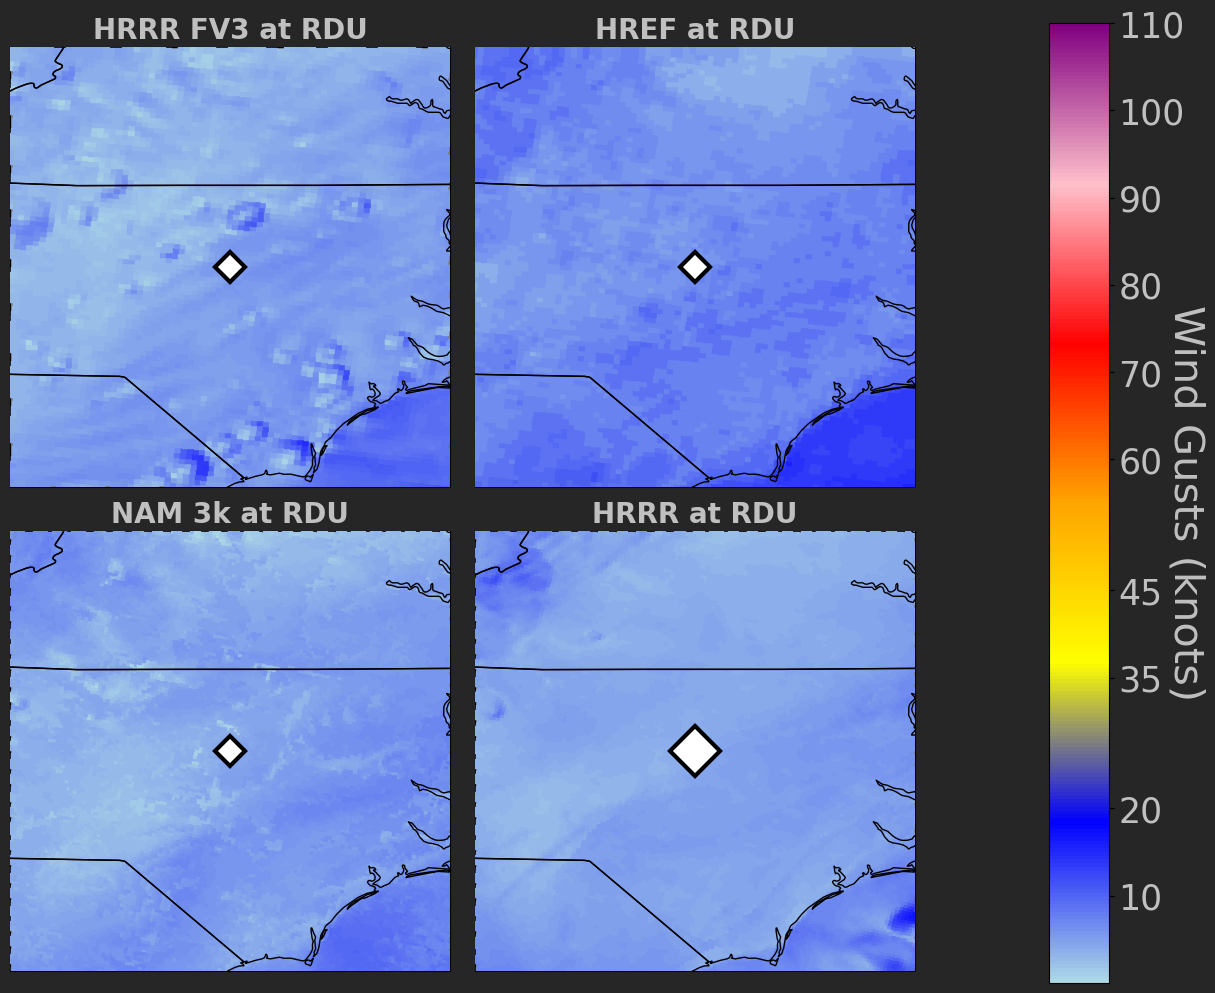 HRRR FV3 at RDU
HREF at RDU
NAM 3k at RDU
HRRR at RDU
110
100
90
80
70
60
45
35
20
10
Wind Gusts (knots)